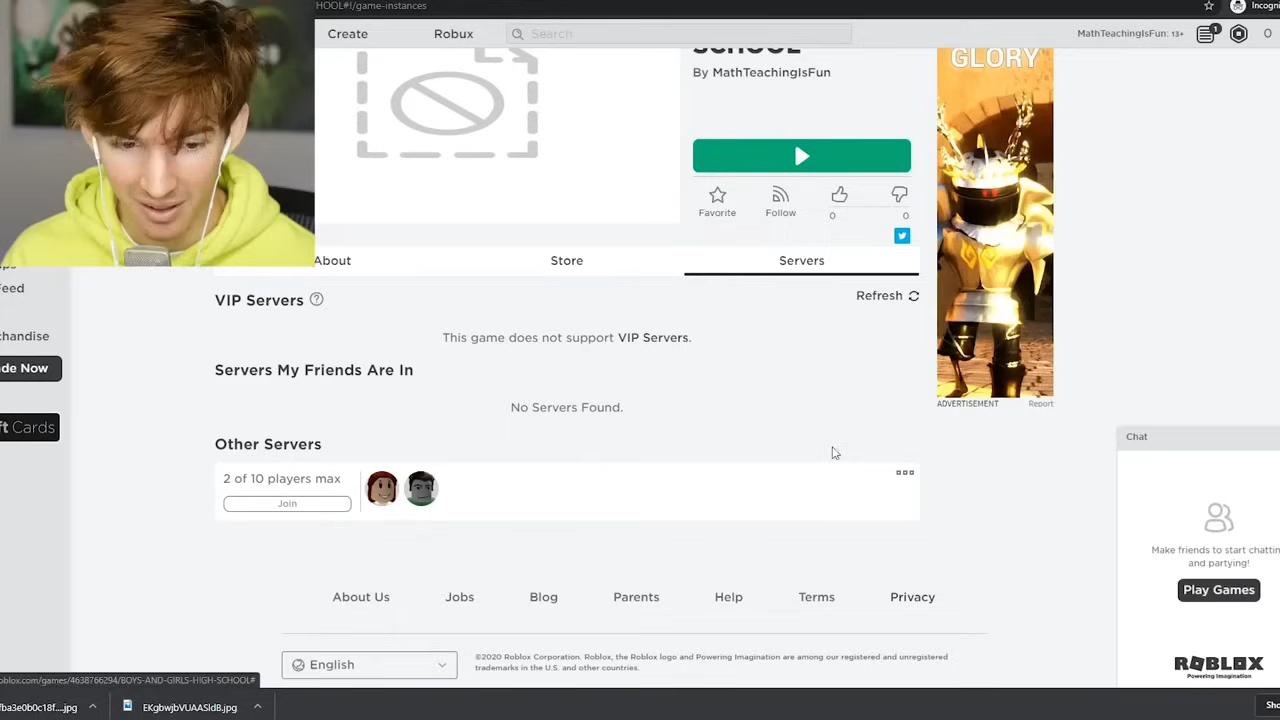 HOOL#!/game-instances
Incogni
Create
Robux
Search
MathTeachingIsFun: 13+
1
0
SCHOOL
By MathTeachingIsFun
GLORY
Favorite
Follow
0
0
About
Store
Servers
VIP Servers ?
Refresh
This game does not support VIP Servers.
Servers My Friends Are In
No Servers Found.
Other Servers
2 of 10 players max
Join
Feed
chandise
de Now
ft Cards
ADVERTISEMENT
Report
Chat
Make friends to start chattin
and partying!
Play Games
About Us
Jobs
Blog
Parents
Help
Terms
Privacy
English
©2020 Roblox Corporation. Roblox, the Roblox logo and Powering Imagination are among our registered and unregistered
trademarks in the U.S. and other countries.
ROBLOX
Powering Imagination
oblox.com/games/4638766294/BOYS-AND-GIRLS-HIGH-SCHOOL#
fba3e0b0c18f....jpg
EKgbwjbVUAASldB.jpg
Sho